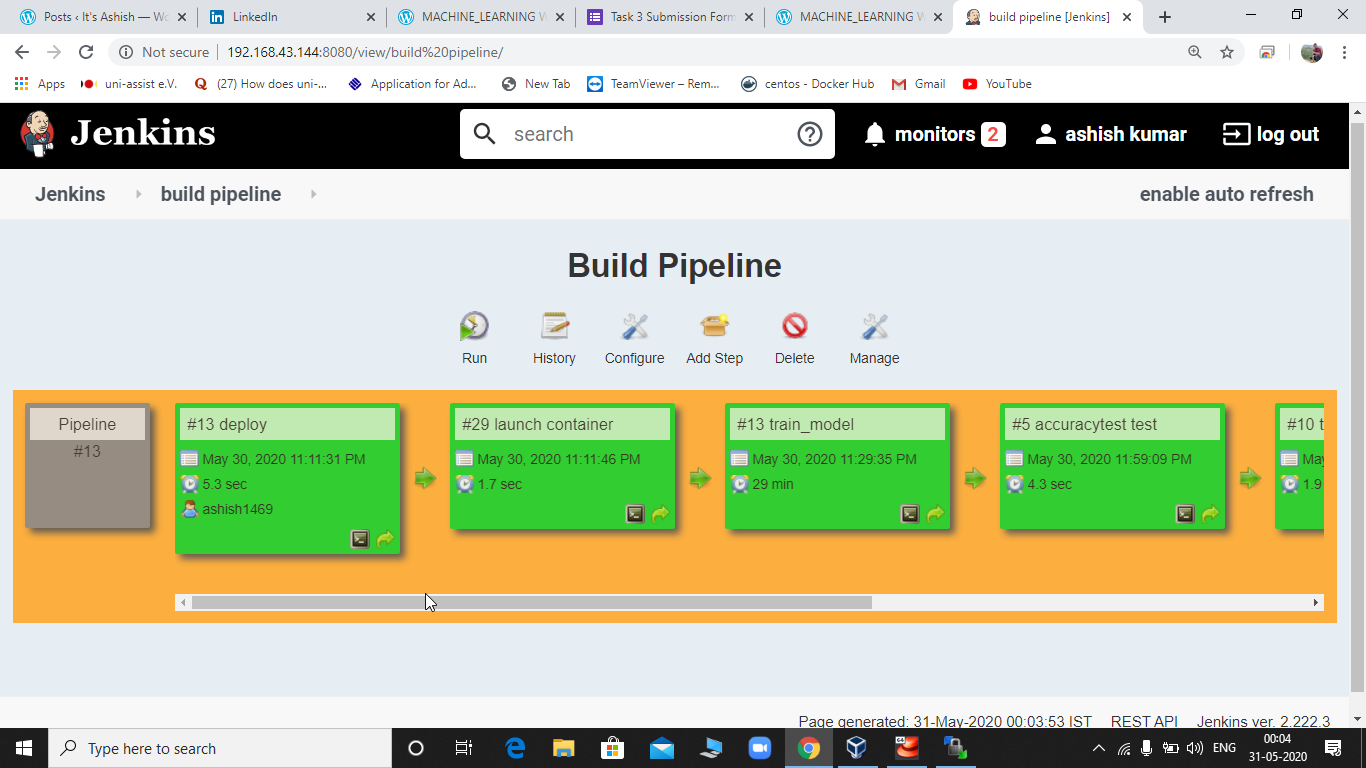 Posts ‹ It's Ashish — Wo
LinkedIn
MACHINE_LEARNING W
Task 3 Submission Form
MACHINE_LEARNING W
build pipeline [Jenkins]
Not secure
192.168.43.144:8080/view/build%20pipeline/
Apps
uni-assist e.V.
(27) How does uni-...
Application for Ad...
New Tab
TeamViewer – Rem...
centos - Docker Hub
Gmail
YouTube
Jenkins
search
monitors 2
ashish kumar
log out
Jenkins
build pipeline
enable auto refresh
Build Pipeline
Run
History
Configure
Add Step
Delete
Manage
Pipeline
#13
#13 deploy
May 30, 2020 11:11:31 PM
5.3 sec
ashish1469
#29 launch container
May 30, 2020 11:11:46 PM
1.7 sec
#13 train_model
May 30, 2020 11:29:35 PM
29 min
#5 accuracytest test
May 30, 2020 11:59:09 PM
4.3 sec
#10 t
May
1.9
Page generated: 31-May-2020 00:03:53 IST
REST API
Jenkins ver. 2.222.3
Type here to search
ENG
00:04
31-05-2020